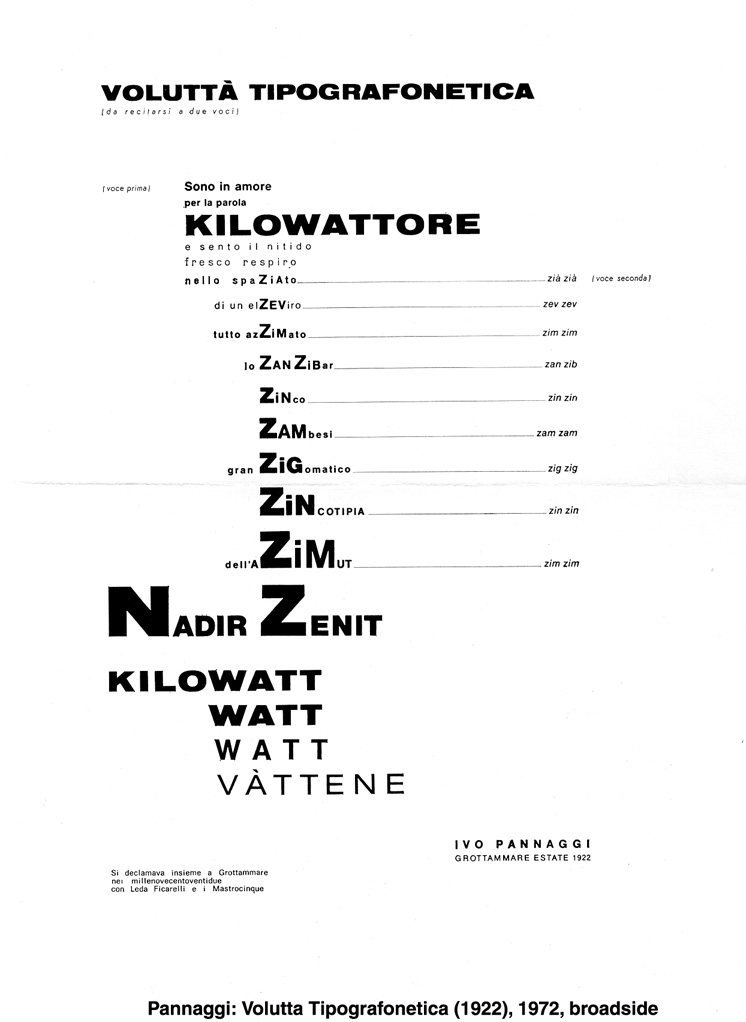 VOLUTTÀ TIPOGRAFONETICA
(da recitarsi a due voci)
(voce prima) Sono in amore
per la parola
KILOWATTORE
e sento il nitido
fresco respiro
nello spaZiAto zià zià (voce seconda)
di un elZEViro zev zev
tutto azZiMato zim zim
lo ZANZiBar zan zib
ZiNco zin zin
ZAMbesi zam zam
gran ZiGomatico zig zig
ZiNCOTIPIA zin zin
dell'AZiMUT zim zim
NADIR ZENIT
KILOWATT
WATT
WATT
VÀTTENE
IVO PANNAGGI
GROTTAMMARE ESTATE 1922
Si declamava insieme a Grottammare
nei millenovecentoventidue
con Leda Ficarelli e i Mastrocinque
Pannaggi: Volutta Tipografonetica (1922), 1972, broadside